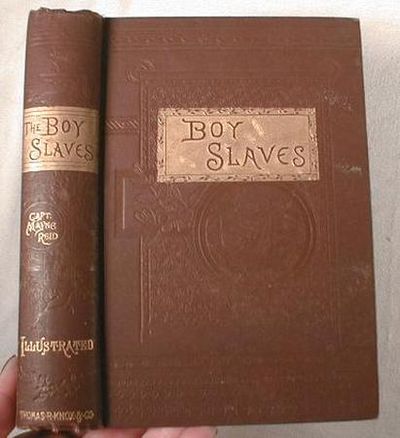 THE BOY
SLAVES
CAPT.
MAYNE
REID
ILLUSTRATED
THOMAS·R·KNOX·&·CO
BOY
SLAVES